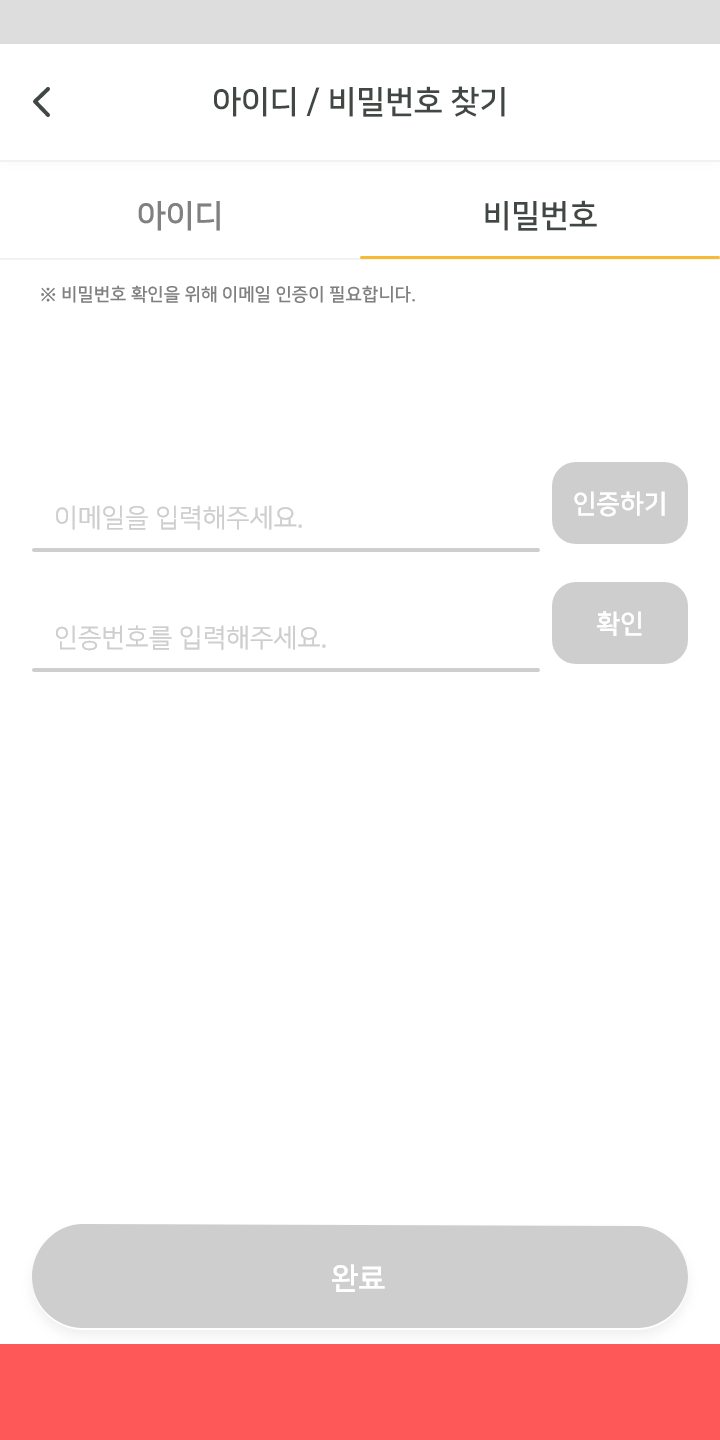 아이디 / 비밀번호 찾기
아이디
비밀번호
※ 비밀번호 확인을 위해 이메일 인증이 필요합니다.
이메일을 입력해주세요.
인증하기
인증번호를 입력해주세요.
확인
완료